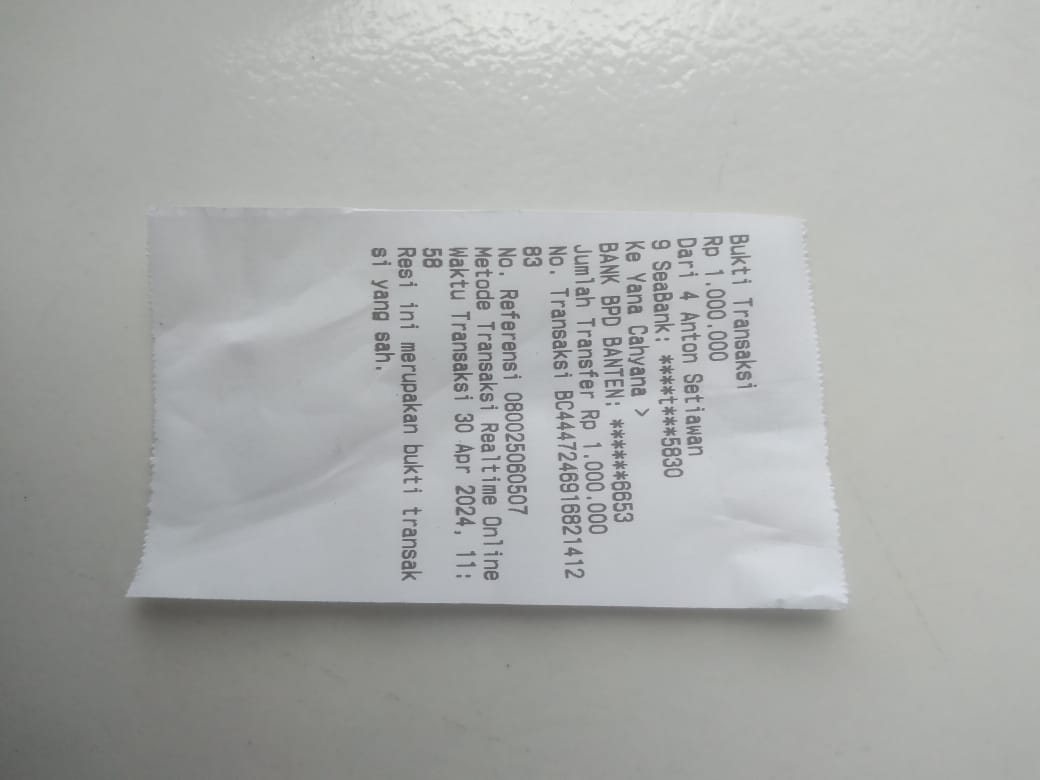 Bukti Transaksi
Rp 1.000.000
Dari 4 Anton Setiawan
9 SeaBank: ****t***5830
Ke Yana Cahyana >
BANK BPD BANTEN: ******6653
Jumlah Transfer Rp 1.000.000
No. Transaksi BC4447246916821412
83
No. Referensi 080025060507
Metode Transaksi Realtime Online
Waktu Transaksi 30 Apr 2024, 11:
58
Resi ini merupakan bukti transak
si yang sah.